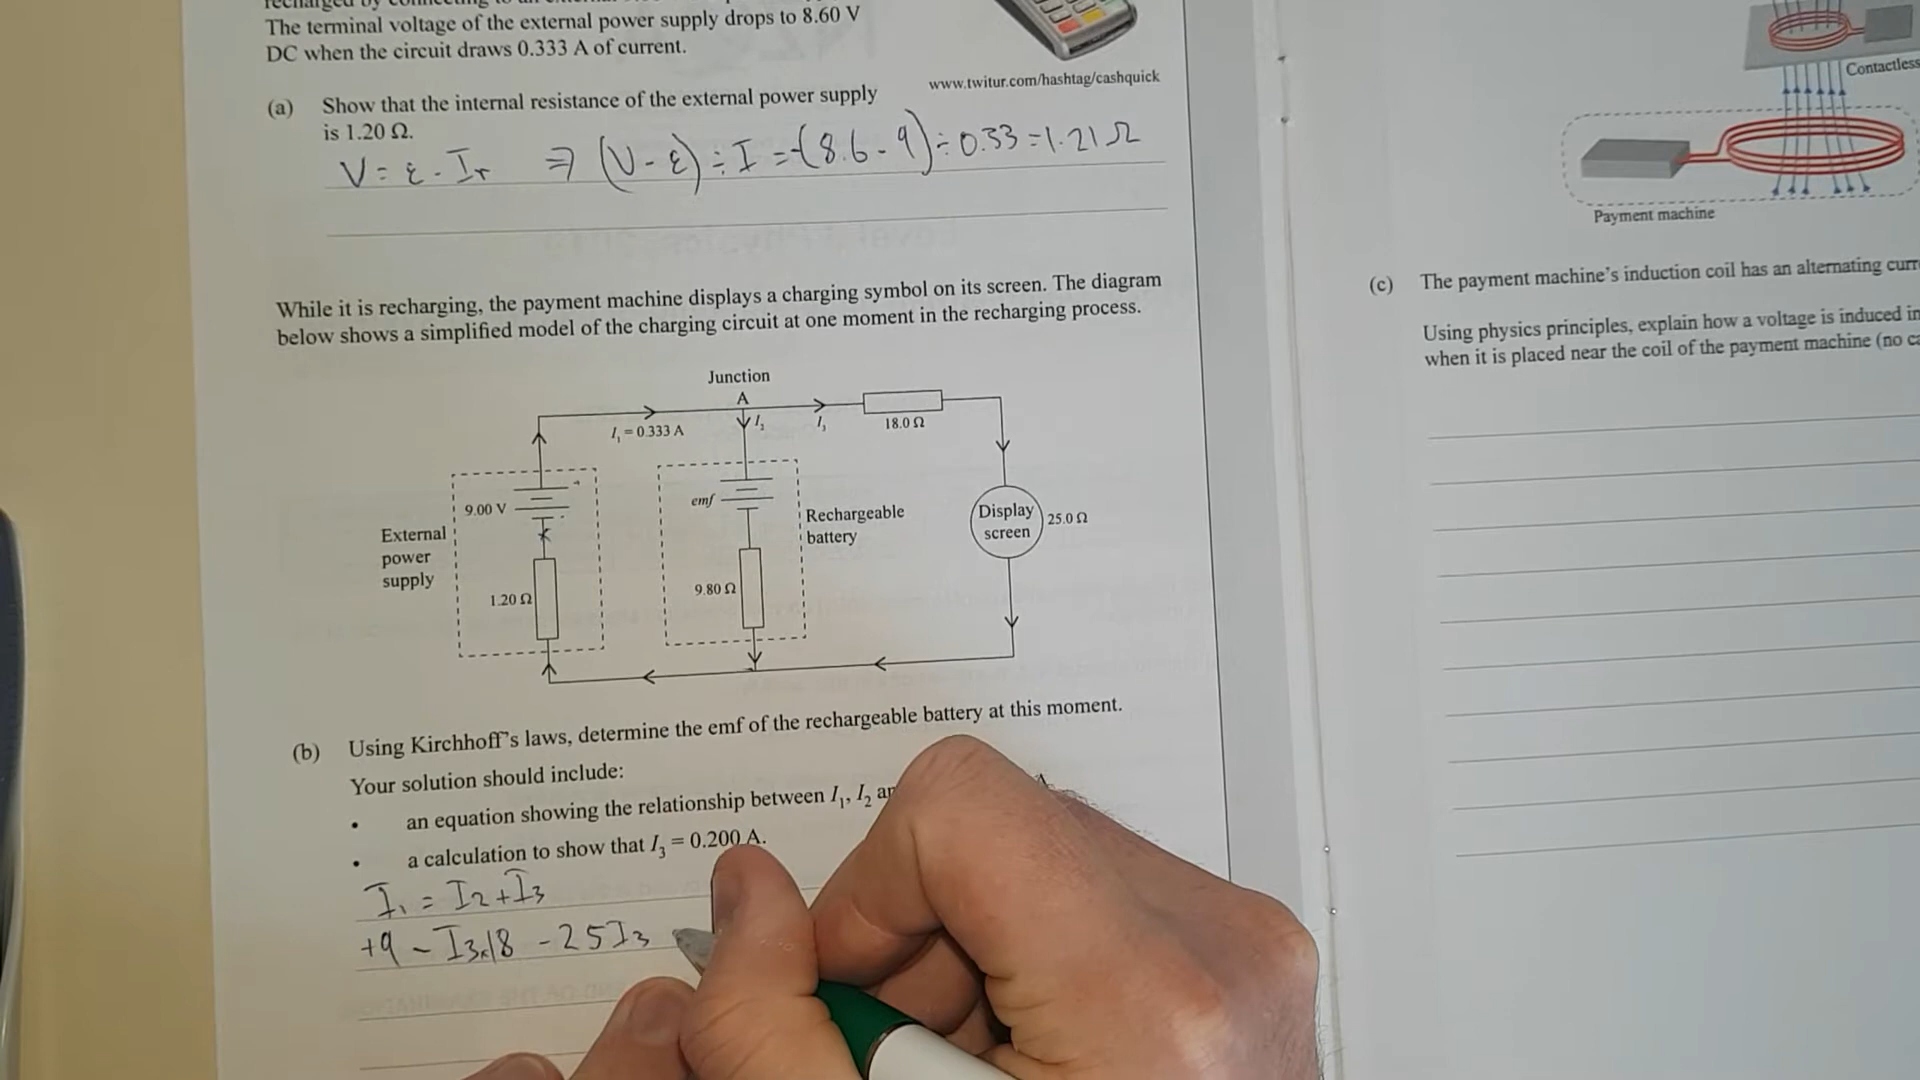 The terminal voltage of the external power supply drops to 8.60 V
DC when the circuit draws 0.333 A of current.
www.twitur.com/hashtag/cashquick
(a) Show that the internal resistance of the external power supply
is 1.20 Ω.
V = ε - Ir ⇒ (V - ε) ÷ I = -(8.6 - 9) ÷ 0.33 = 1.21 Ω
While it is recharging, the payment machine displays a charging symbol on its screen. The diagram
below shows a simplified model of the charging circuit at one moment in the recharging process.
Junction
A
I₁ = 0.333 A
I₂
I₃
18.0 Ω
9.00 V
External
power
supply
1.20 Ω
emf
Rechargeable
battery
9.80 Ω
Display
screen
25.0 Ω
(b) Using Kirchhoff's laws, determine the emf of the rechargeable battery at this moment.
Your solution should include:
• an equation showing the relationship between I₁, I₂
• a calculation to show that I₃ = 0.200 A.
I₁ = I₂ + I₃
+9 - I₃×18 - 25I₃
Contactless
Payment machine
(c) The payment machine's induction coil has an alternating
Using physics principles, explain how a voltage is induced in
when it is placed near the coil of the payment machine (no